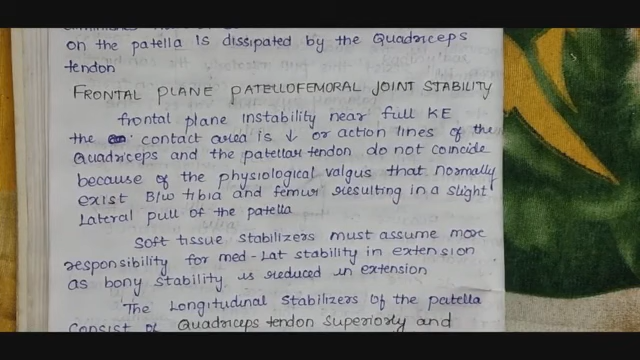 on the patella is dissipated by the Quadriceps
tendon
FRONTAL PLANE PATELLOFEMORAL JOINT STABILITY
frontal plane instability near full KE
the contact area is ↓ or action lines of the
Quadriceps and the patellar tendon do not coincide
because of the physiological valgus that normally
exist B/w tibia and femur resulting in a slight
Lateral pull of the patella
Soft tissue stabilizers must assume more
responsibility for med-Lat stability in extension
as bony stability is reduced in extension
The Longitudinal stabilizers of the patella
consist of Quadriceps tendon superiorly and